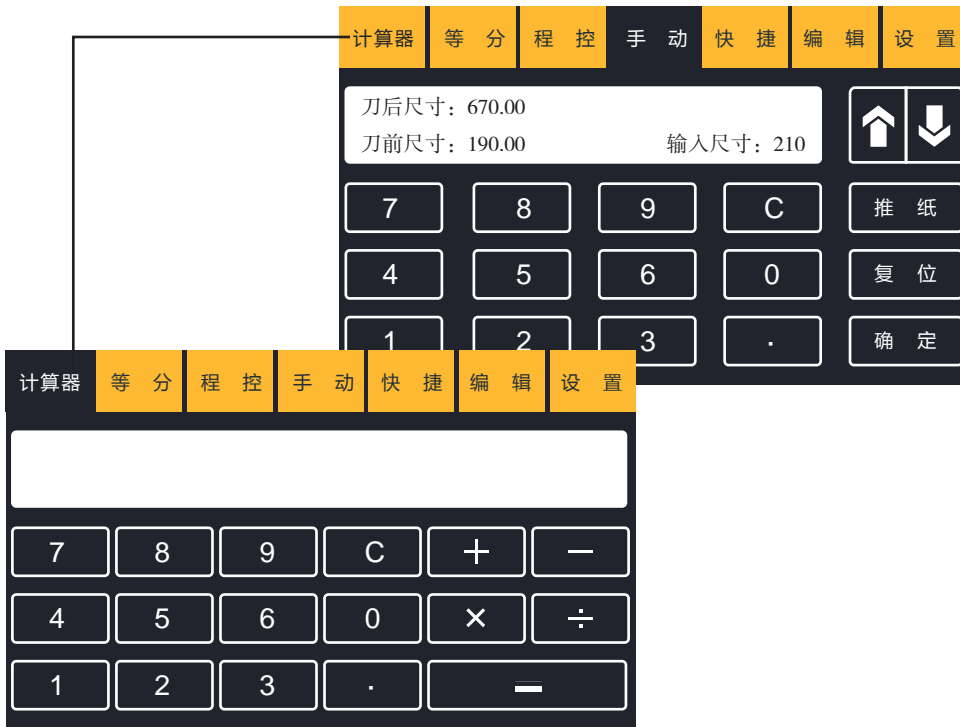 计算器 等 分 程 控 手 动 快 捷 编 辑 设 置
刀后尺寸：670.00
刀前尺寸：190.00 输入尺寸：210
7 8 9 C 推 纸
4 5 6 0 复 位
1 2 3 . 确 定
计算器 等 分 程 控 手 动 快 捷 编 辑 设 置
7 8 9 C + −
4 5 6 0 × ÷
1 2 3 . =